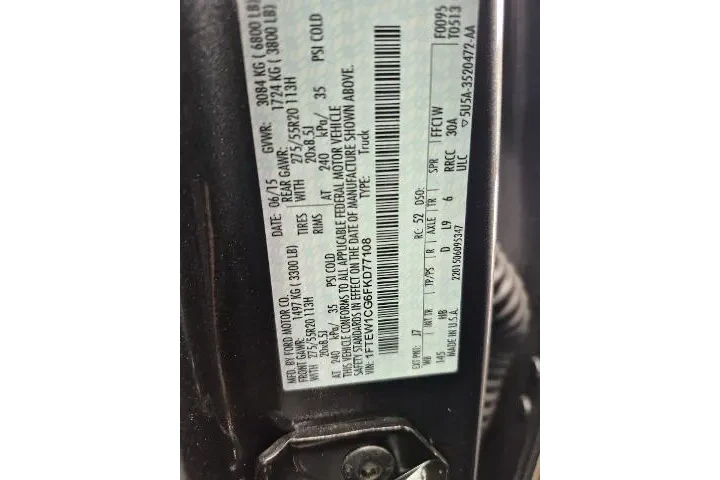 MFD. BY FORD MOTOR CO.
DATE: 06/15 GVWR: 3084 KG ( 6800 LB)
FRONT GAWR: 1497 KG ( 3300 LB) REAR GAWR: 1724 KG ( 3800 LB)
WITH 275/55R20 113H TIRES WITH 275/55R20 113H
20x8.5J RIMS 20x8.5J
AT 240 kPa/ 35 PSI COLD AT 240 kPa/ 35 PSI COLD
THIS VEHICLE CONFORMS TO ALL APPLICABLE FEDERAL MOTOR VEHICLE
SAFETY STANDARDS IN EFFECT ON THE DATE OF MANUFACTURE SHOWN ABOVE.
VIN: 1FTEW1CG6FKD77108 TYPE: Truck
F0095
T0513
EXT PNT: J7 RC: 52 DSO: FFC1W
WB INT TR TP/PS R AXLE TR SPR 30A
145 HB D L9 6 RRCC
MADE IN U.S.A. 2201506095347 ULC ▽5U5A-3520472-AA